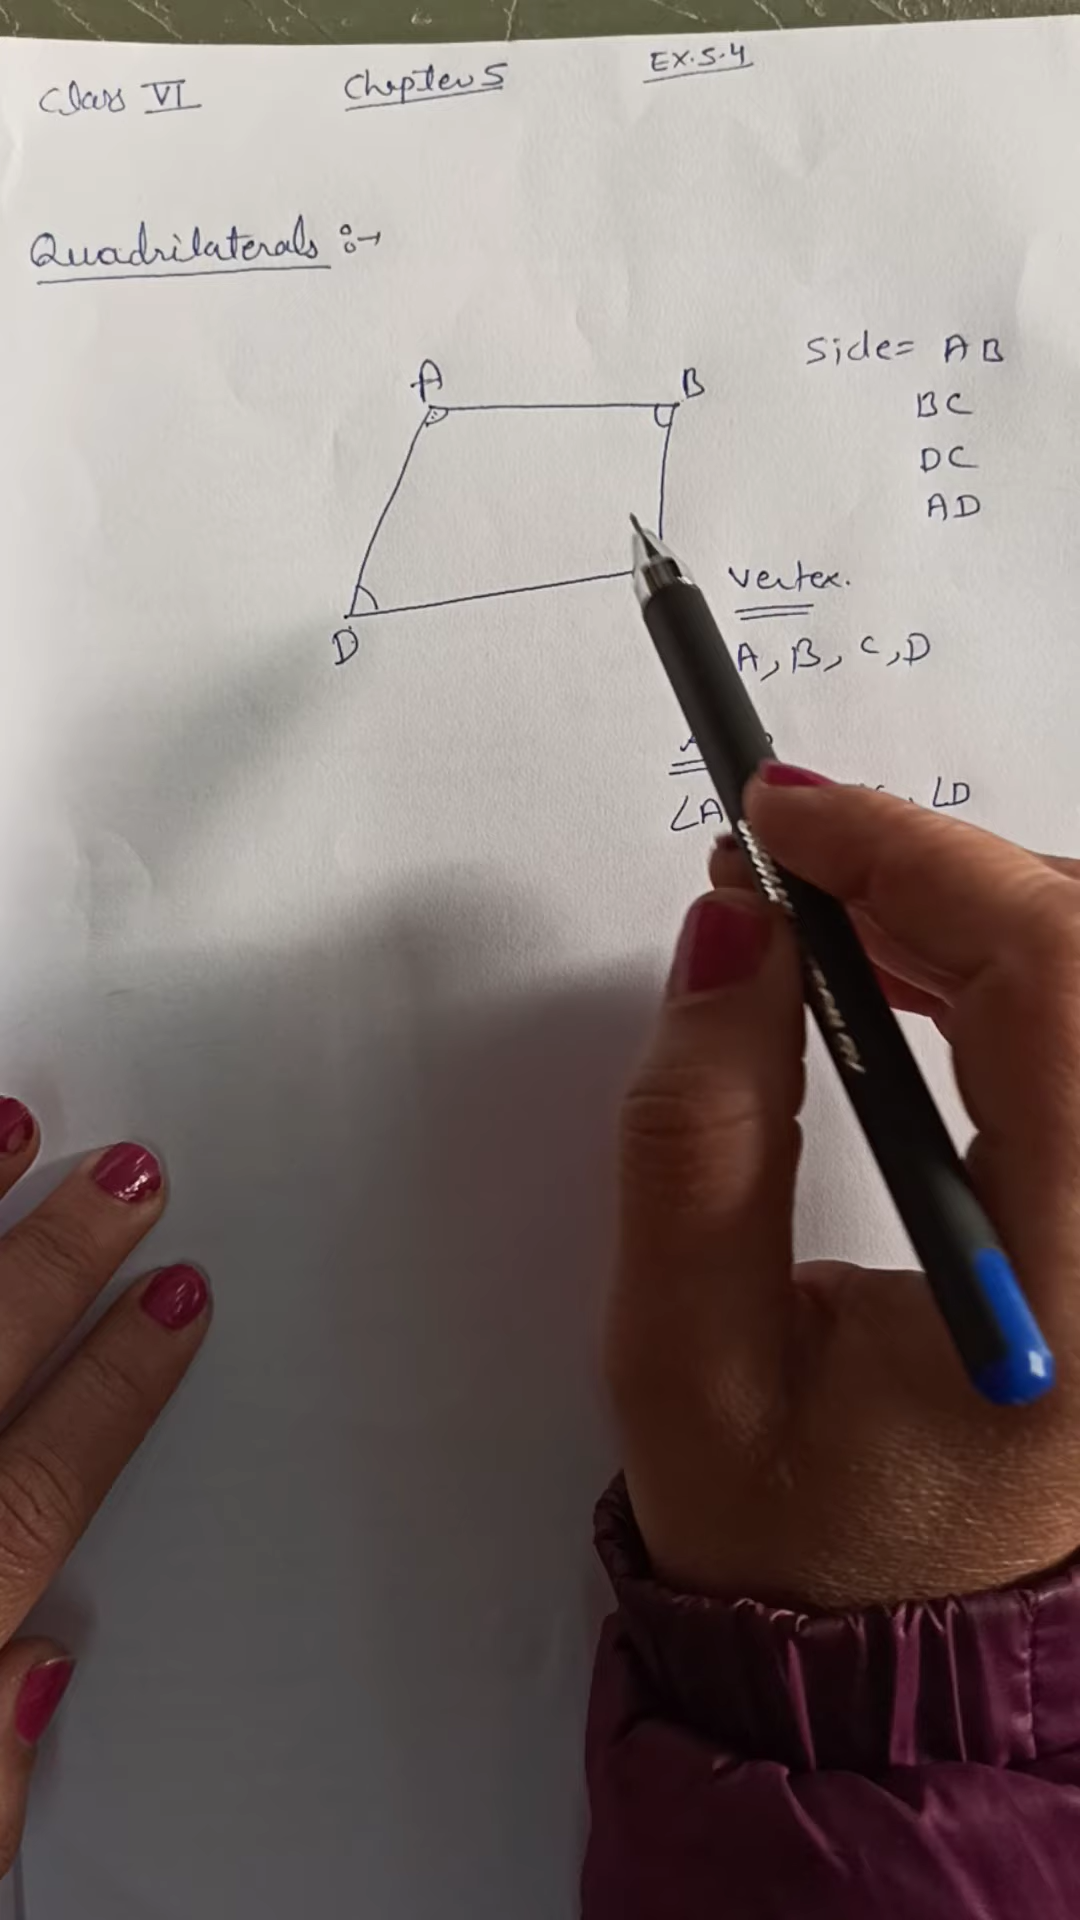 Class VI Chapter 5 EX.5.4
Quadrilaterals :→
A B
D
Side= AB
BC
DC
AD
Vertex.
A, B, C, D
∠A ∠D